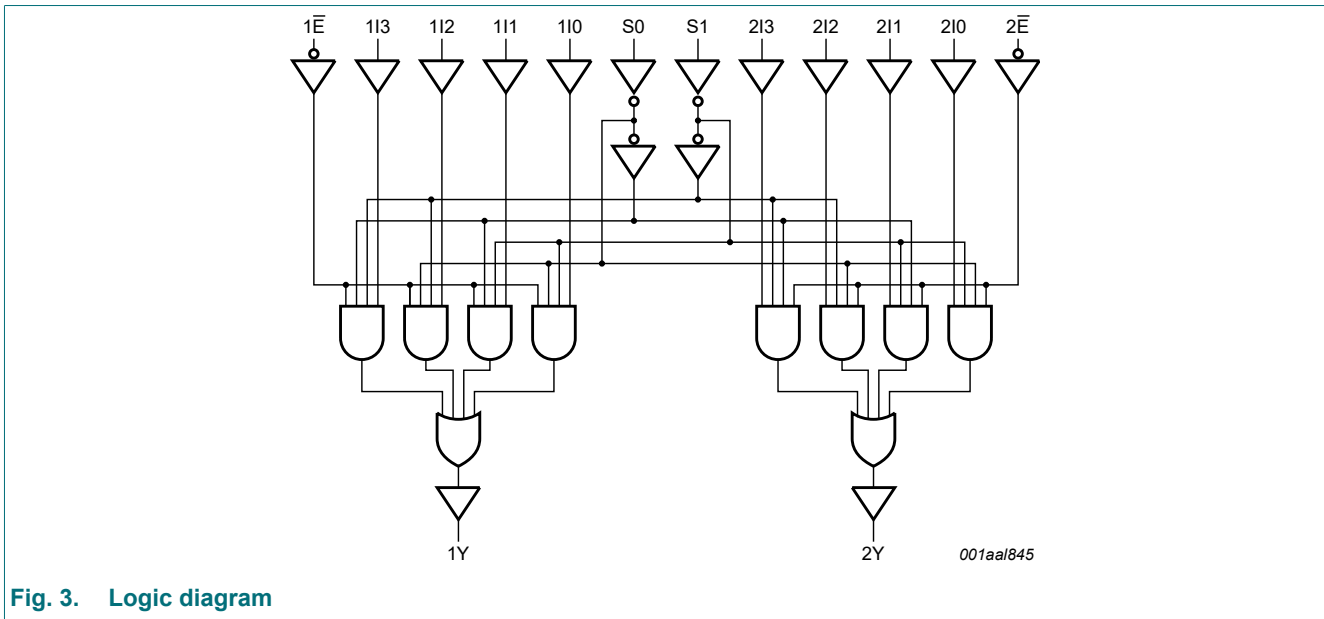 1E̅ 1I3 1I2 1I1 1I0 S0 S1 2I3 2I2 2I1 2I0 2E̅
1Y 2Y 001aal845
Fig. 3. Logic diagram